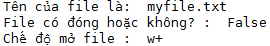 Tên của file là:  myfile.txt
File có đóng hoặc không? :  False
Chế độ mở file :  w+